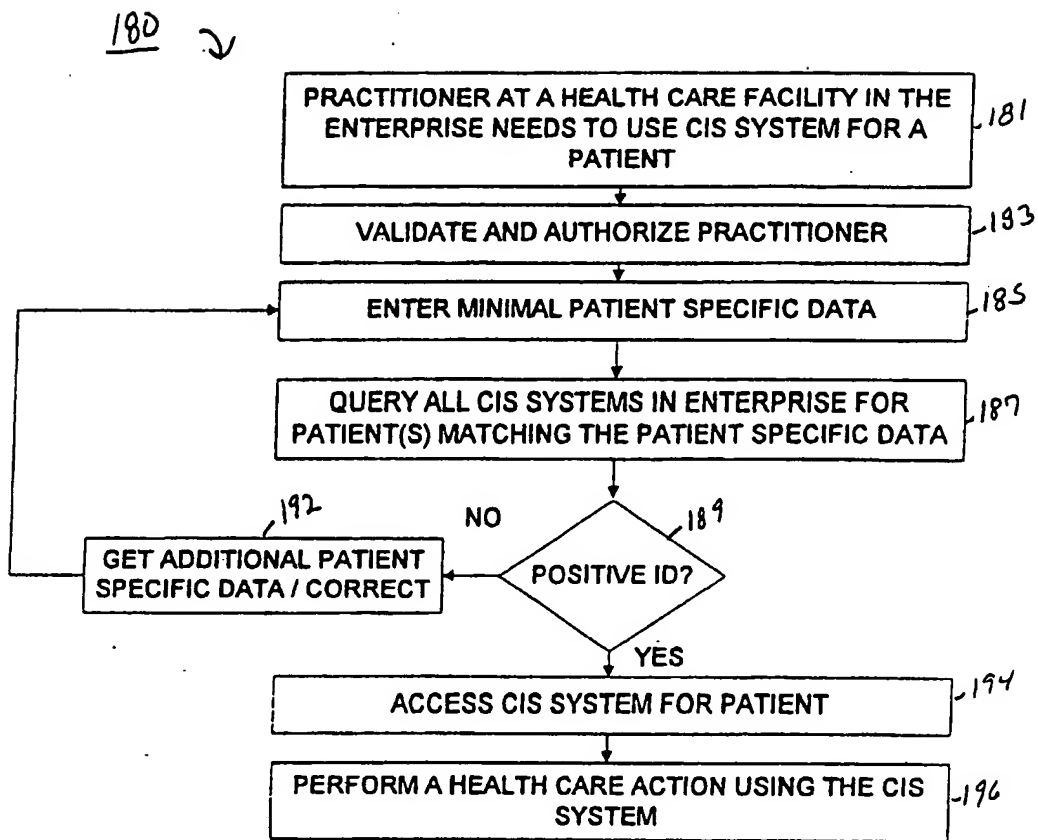 180
PRACTITIONER AT A HEALTH CARE FACILITY IN THE
ENTERPRISE NEEDS TO USE CIS SYSTEM FOR A
PATIENT
181
VALIDATE AND AUTHORIZE PRACTITIONER
183
ENTER MINIMAL PATIENT SPECIFIC DATA
185
QUERY ALL CIS SYSTEMS IN ENTERPRISE FOR
PATIENT(S) MATCHING THE PATIENT SPECIFIC DATA
187
192
NO
189
GET ADDITIONAL PATIENT
SPECIFIC DATA / CORRECT
POSITIVE ID?
YES
ACCESS CIS SYSTEM FOR PATIENT
194
PERFORM A HEALTH CARE ACTION USING THE CIS
SYSTEM
196